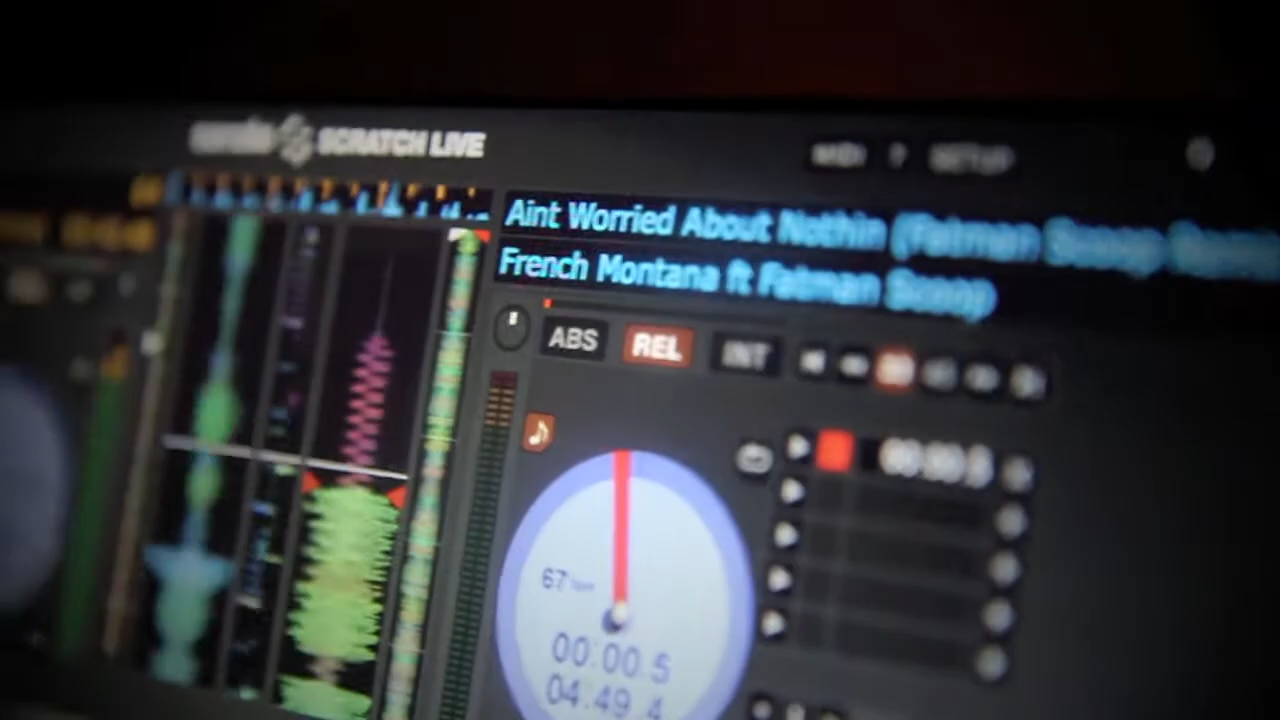 serato SCRATCH LIVE
MIDI ? SETUP
Aint Worried About Nothin (Fatman Scoop
French Montana ft Fatman Scoop
ABS REL INT
67
00:00.5
04:49.4